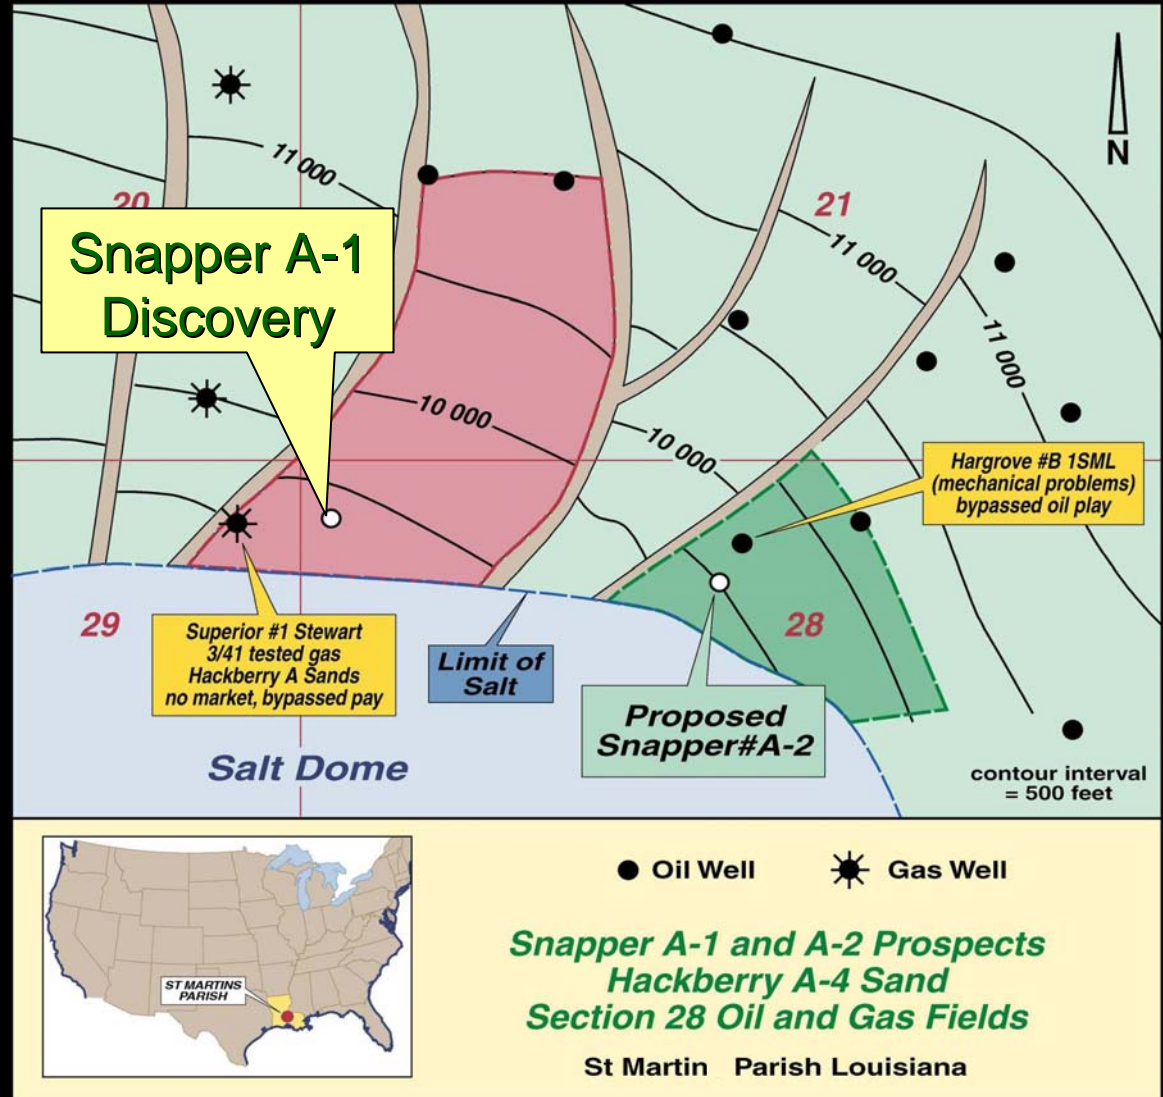 N
11 000
20
21
Snapper A-1
Discovery
11 000
11 000
10 000
10 000
Hargrove #B 1SML
(mechanical problems)
bypassed oil play
29
28
Superior #1 Stewart
3/41 tested gas
Hackberry A Sands
no market, bypassed pay
Limit of
Salt
Proposed
Snapper#A-2
Salt Dome
contour interval
= 500 feet
Oil Well
Gas Well
ST MARTINS
PARISH
Snapper A-1 and A-2 Prospects
Hackberry A-4 Sand
Section 28 Oil and Gas Fields
St Martin Parish Louisiana